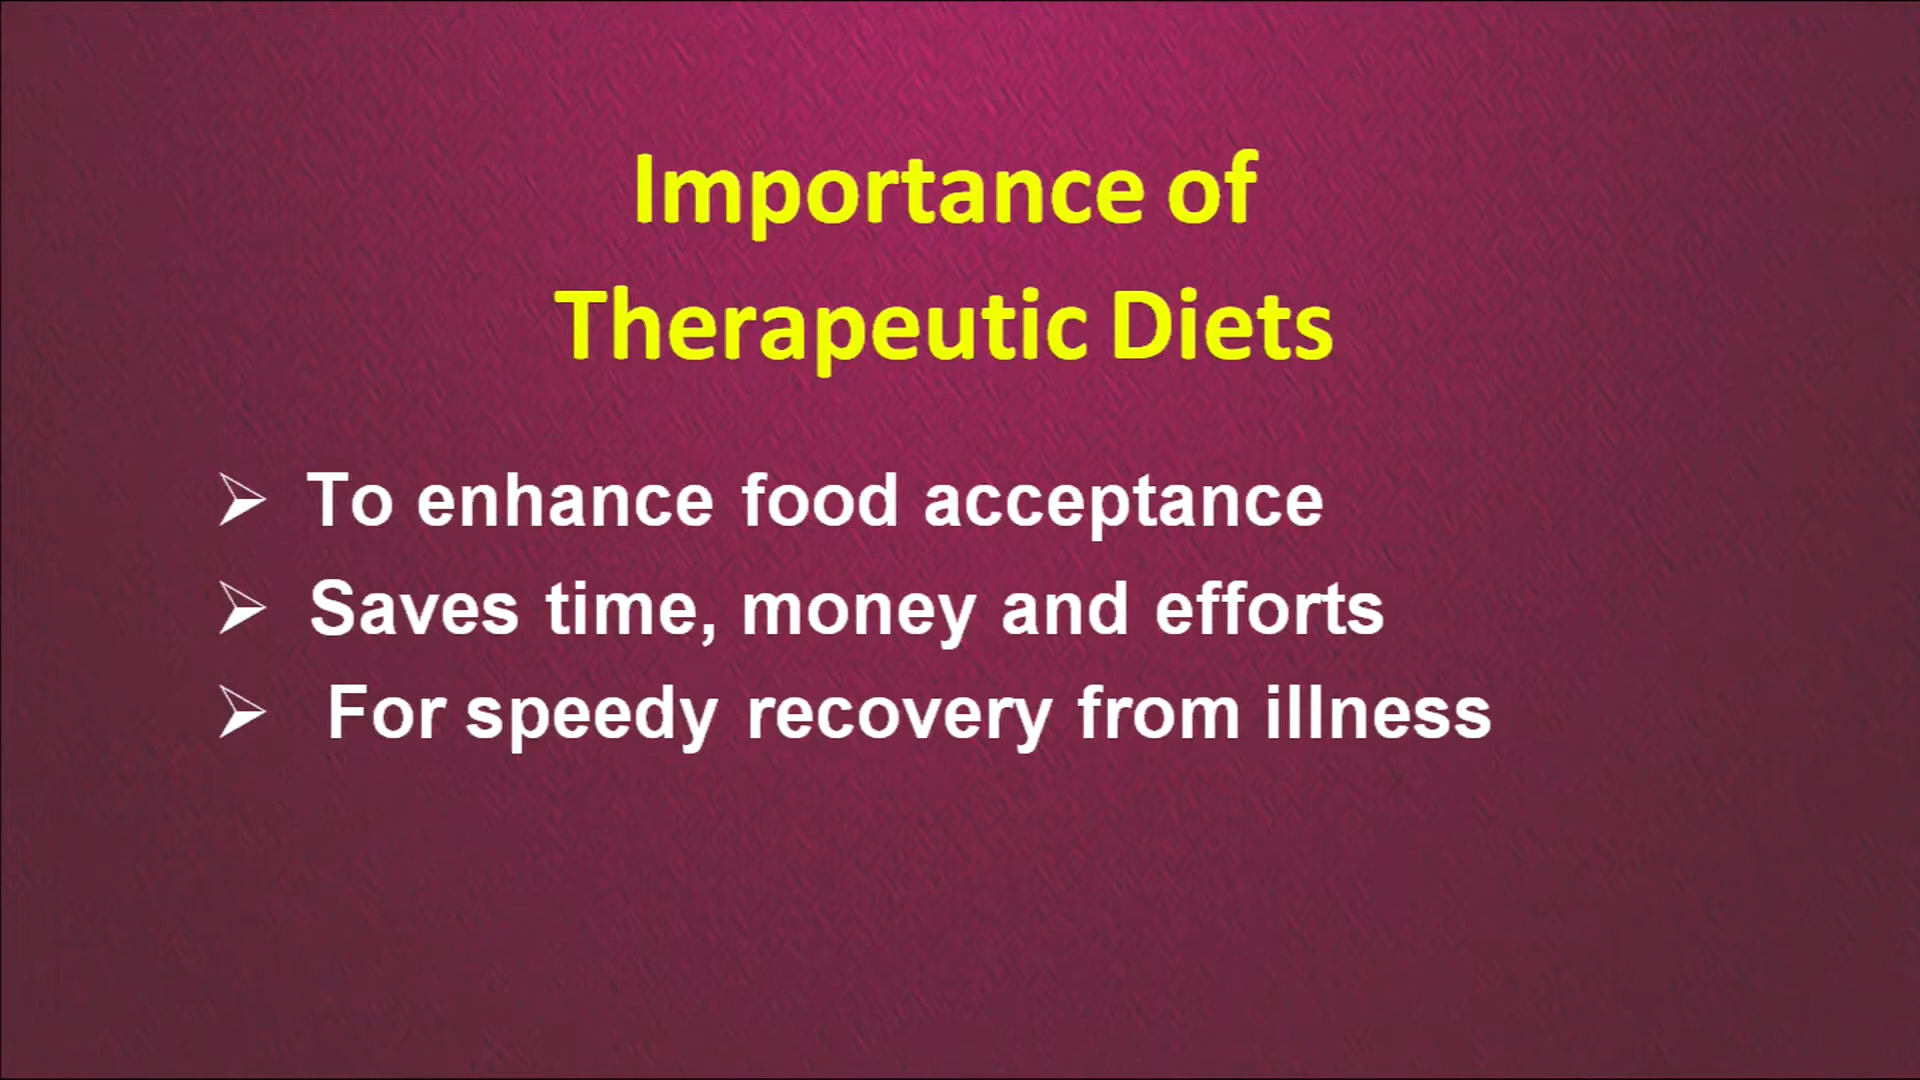 Importance of
Therapeutic Diets
➢ To enhance food acceptance
➢ Saves time, money and efforts
➢ For speedy recovery from illness